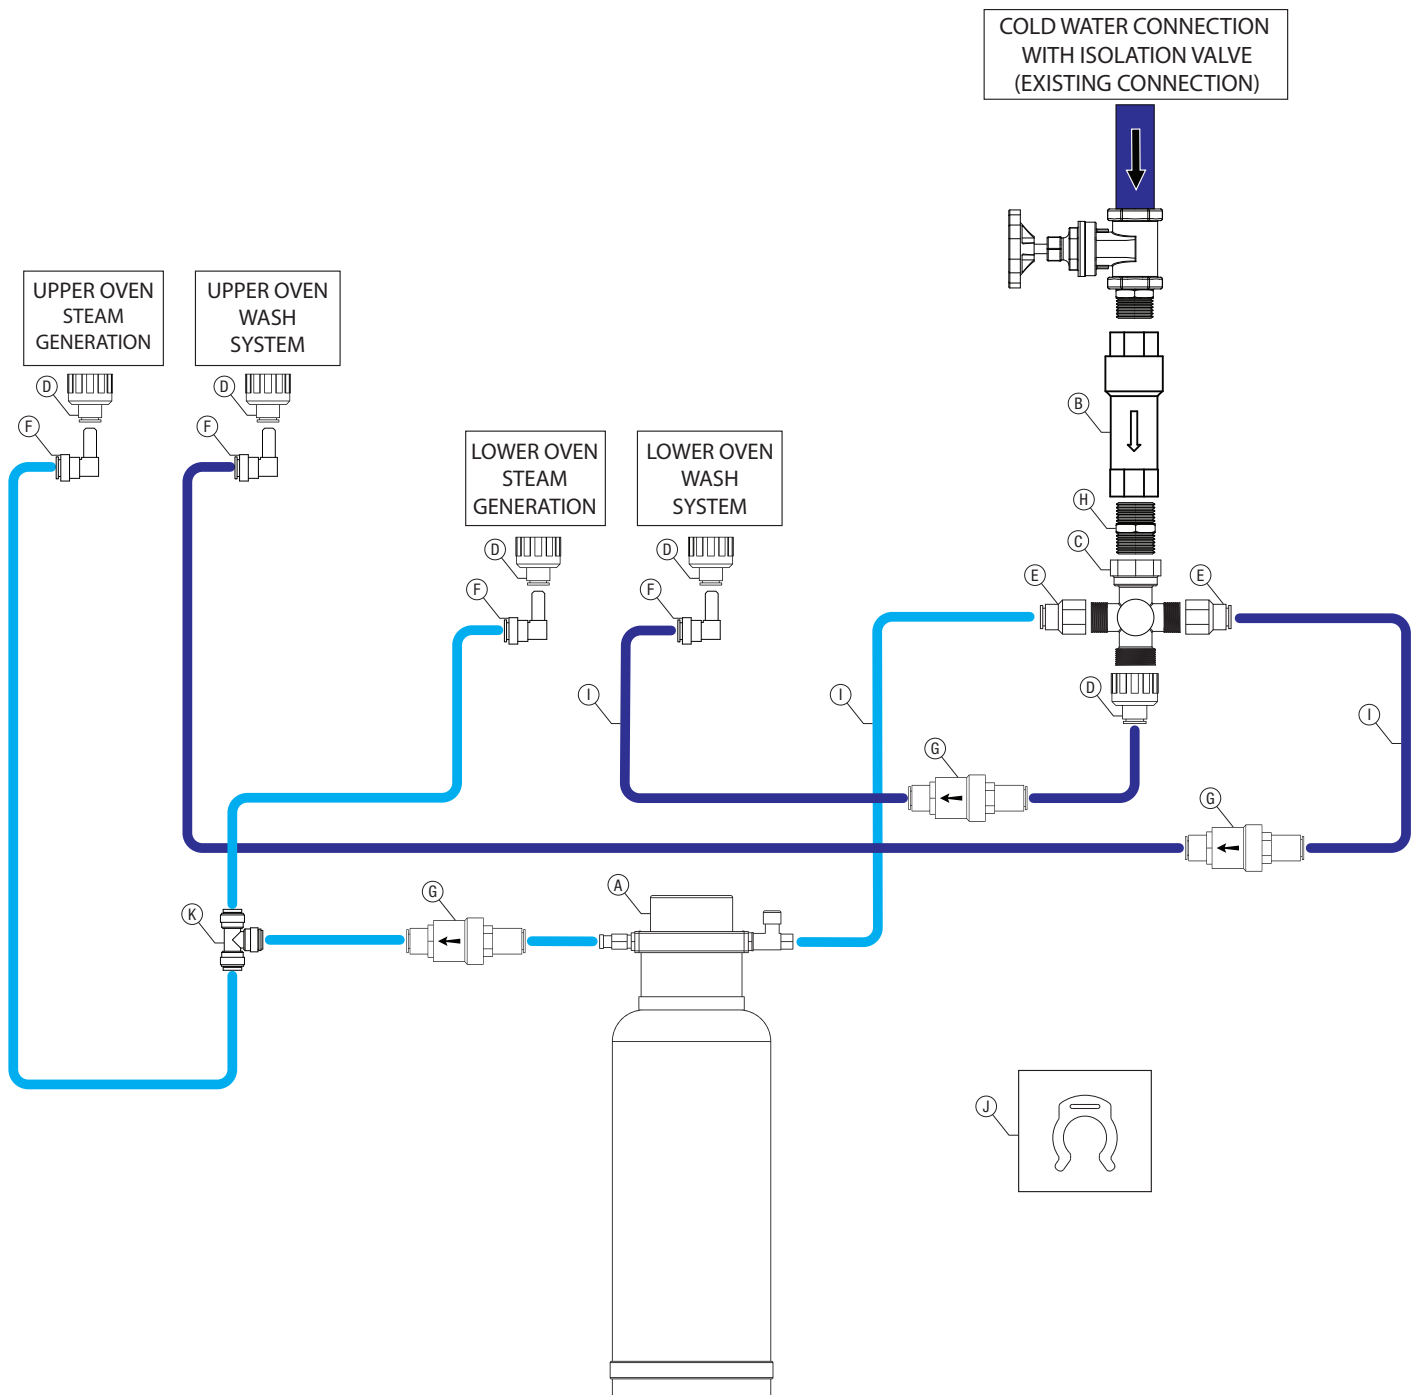 COLD WATER CONNECTION
WITH ISOLATION VALVE
(EXISTING CONNECTION)
UPPER OVEN
STEAM
GENERATION
UPPER OVEN
WASH
SYSTEM
D
D
F
F
B
LOWER OVEN
STEAM
GENERATION
LOWER OVEN
WASH
SYSTEM
H
C
D
D
E
E
F
F
I
I
D
I
G
G
A
G
K
J